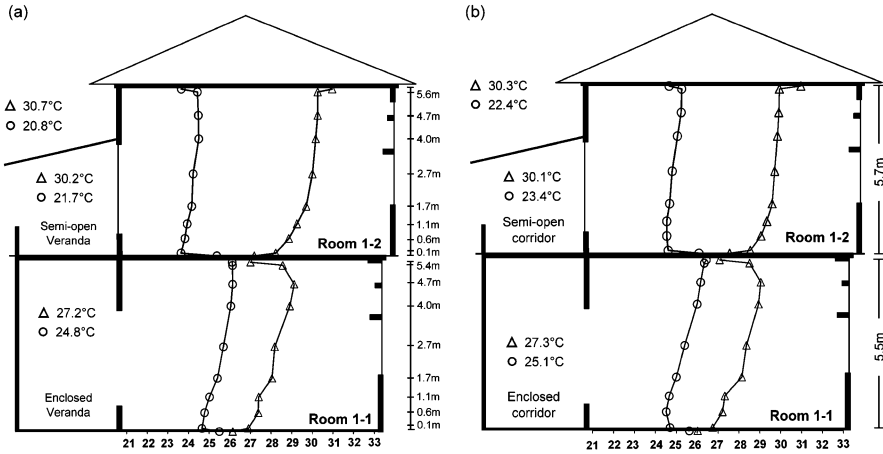 (a)
30.7°C
20.8°C
30.2°C
21.7°C
Semi-open
Veranda
Room 1-2
5.6m
4.7m
4.0m
2.7m
1.7m
1.1m
0.6m
0.1m
27.2°C
24.8°C
Enclosed
Veranda
Room 1-1
5.4m
4.7m
4.0m
2.7m
1.7m
1.1m
0.6m
0.1m
21 22 23 24 25 26 27 28 29 30 31 32 33
(b)
30.3°C
22.4°C
30.1°C
23.4°C
Semi-open
corridor
Room 1-2
5.7m
27.3°C
25.1°C
Enclosed
corridor
Room 1-1
5.5m
21 22 23 24 25 26 27 28 29 30 31 32 33